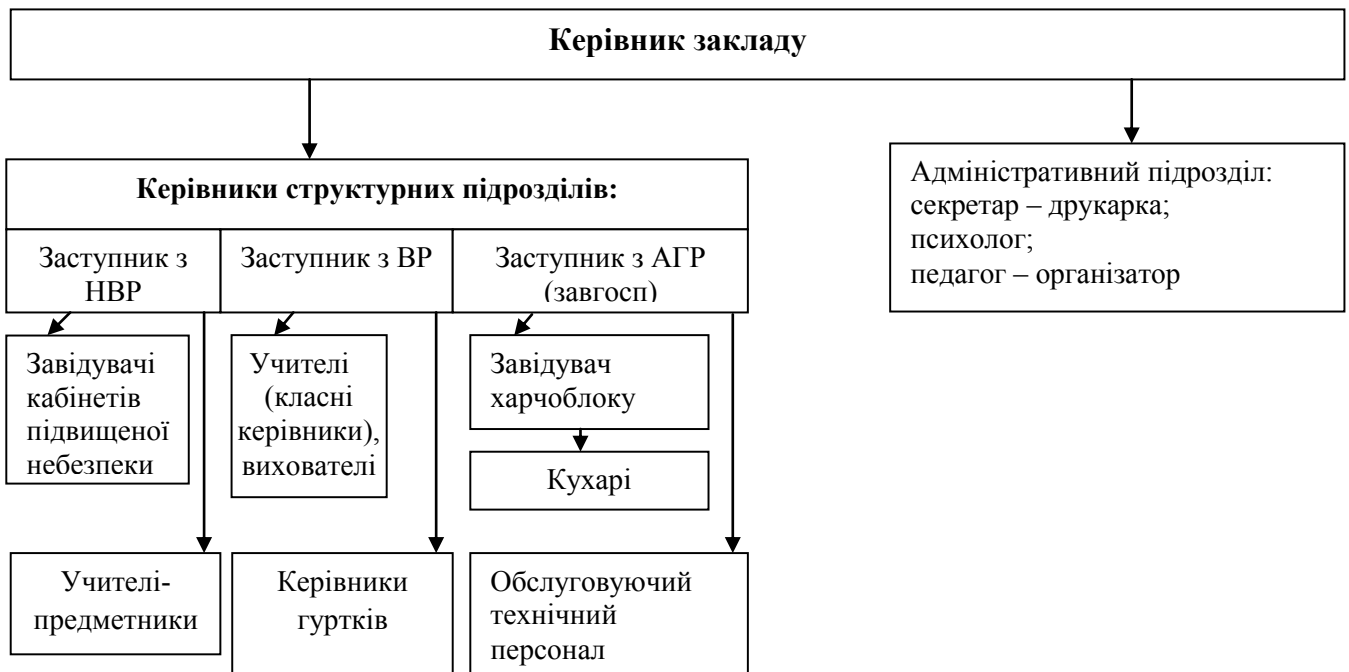 Керівник закладу
Керівники структурних підрозділів:
Адміністративний підрозділ:
секретар – друкарка;
психолог;
педагог – організатор
Заступник з
НВР
Заступник з ВР
Заступник з АГР
(завгосп)
Завідувачі
кабінетів
підвищеної
небезпеки
Учителі
(класні
керівники),
вихователі
Завідувач
харчоблоку
Кухарі
Учителі-
предметники
Керівники
гуртків
Обслуговуючий
технічний
персонал